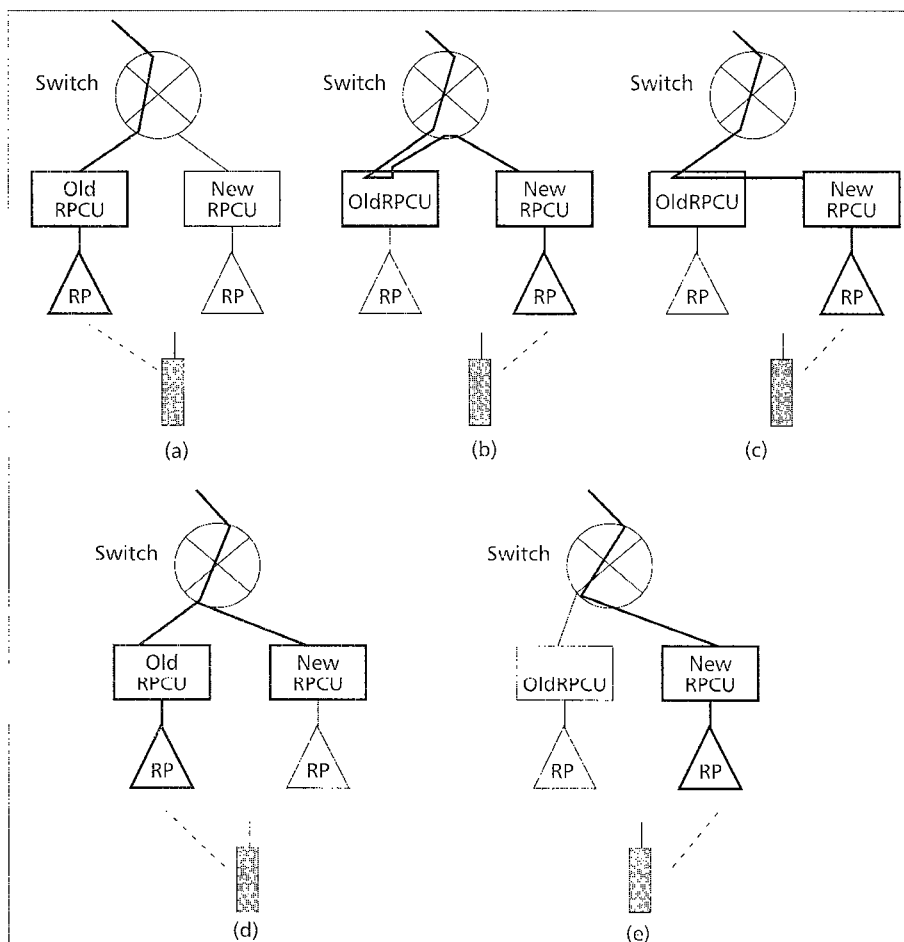 Switch
Old
RPCU
New
RPCU
RP
RP
(a)
OldRPCU
New
RPCU
RP
RP
(b)
Switch
OldRPCU
New
RPCU
RP
RP
(c)
Switch
Switch
Old
RPCU
New
RPCU
RP
RP
(d)
Switch
OldRPCU
New
RPCU
RP
RP
(e)